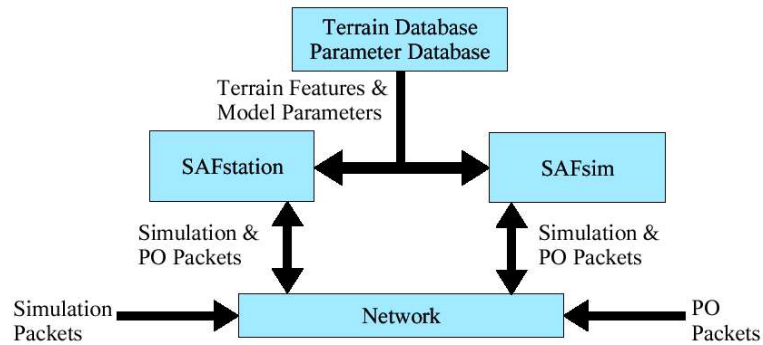 Terrain Database
Parameter Database
Terrain Features &
Model Parameters
SAFstation
SAFsim
Simulation &
PO Packets
Simulation &
PO Packets
Simulation
Packets
Network
PO
Packets